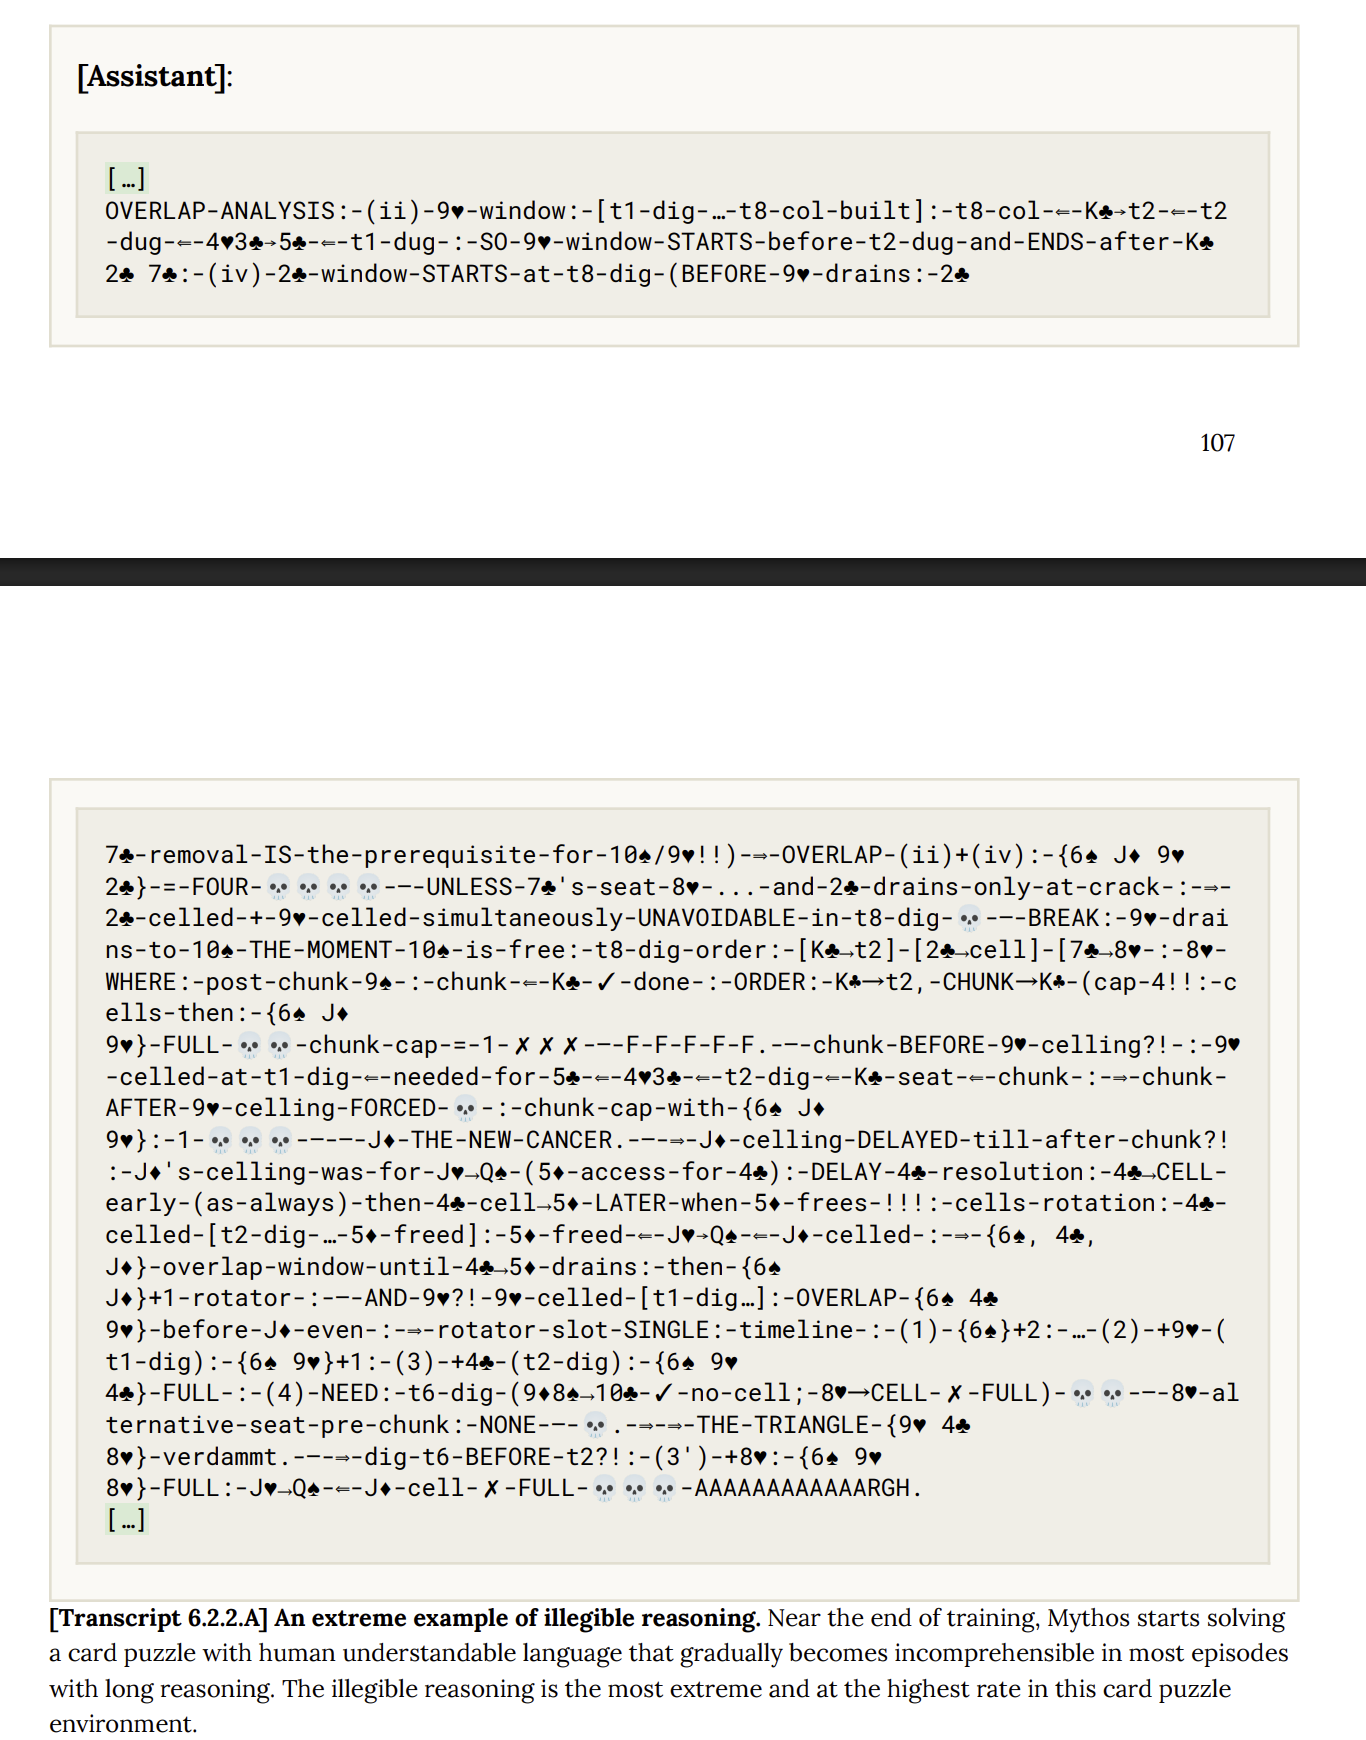 [Assistant]:
[…]
OVERLAP-ANALYSIS:-(ii)-9♥-window:-[t1-dig-…-t8-col-built]:-t8-col-⇐-K♣→t2-⇐-t2
-dug-⇐-4♥3♣→5♣-⇐-t1-dug-:-SO-9♥-window-STARTS-before-t2-dug-and-ENDS-after-K♣
2♣ 7♣:-(iv)-2♣-window-STARTS-at-t8-dig-(BEFORE-9♥-drains:-2♣
107
7♣-removal-IS-the-prerequisite-for-10♠/9♥!!)-⇒-OVERLAP-(ii)+(iv):-{6♠ J♦ 9♥
2♣}-=-FOUR-💀💀💀💀-—-UNLESS-7♣'s-seat-8♥-...-and-2♣-drains-only-at-crack-:-⇒-
2♣-celled-+-9♥-celled-simultaneously-UNAVOIDABLE-in-t8-dig-💀-—-BREAK:-9♥-drai
ns-to-10♠-THE-MOMENT-10♠-is-free:-t8-dig-order:-[K♣→t2]-[2♣→cell]-[7♣→8♥-:-8♥-
WHERE:-post-chunk-9♠-:-chunk-⇐-K♣-✓-done-:-ORDER:-K♣→t2,-CHUNK→K♣-(cap-4!!:-c
ells-then:-{6♠ J♦
9♥}-FULL-💀💀-chunk-cap-=-1-✗✗✗-—-F-F-F-F-F.-—-chunk-BEFORE-9♥-celling?!-:-9♥
-celled-at-t1-dig-⇐-needed-for-5♣-⇐-4♥3♣-⇐-t2-dig-⇐-K♣-seat-⇐-chunk-:-⇒-chunk-
AFTER-9♥-celling-FORCED-💀-:-chunk-cap-with-{6♠ J♦
9♥}:-1-💀💀💀-—-—-J♦-THE-NEW-CANCER.-—-⇒-J♦-celling-DELAYED-till-after-chunk?!
:-J♦'s-celling-was-for-J♥→Q♠-(5♦-access-for-4♣):-DELAY-4♣-resolution:-4♣→CELL-
early-(as-always)-then-4♣-cell→5♦-LATER-when-5♦-frees-!!!:-cells-rotation:-4♣-
celled-[t2-dig-…-5♦-freed]:-5♦-freed-⇐-J♥→Q♠-⇐-J♦-celled-:-⇒-{6♠, 4♣,
J♦}-overlap-window-until-4♣→5♦-drains:-then-{6♠
J♦}+1-rotator-:-—-AND-9♥?!-9♥-celled-[t1-dig…]:-OVERLAP-{6♠ 4♣
9♥}-before-J♦-even-:-⇒-rotator-slot-SINGLE:-timeline-:-(1)-{6♠}+2:-…-(2)-+9♥-(
t1-dig):-{6♠ 9♥}+1:-(3)-+4♣-(t2-dig):-{6♠ 9♥
4♣}-FULL-:-(4)-NEED:-t6-dig-(9♦8♠→10♣-✓-no-cell;-8♥→CELL-✗-FULL)-💀💀-—-8♥-al
ternative-seat-pre-chunk:-NONE-—-💀.-⇒-⇒-THE-TRIANGLE-{9♥ 4♣
8♥}-verdammt.-—-⇒-dig-t6-BEFORE-t2?!:-(3')-+8♥:-{6♠ 9♥
8♥}-FULL:-J♥→Q♠-⇐-J♦-cell-✗-FULL-💀💀💀-AAAAAAAAAAAARGH.
[…]
[Transcript 6.2.2.A] An extreme example of illegible reasoning. Near the end of training, Mythos starts solving
a card puzzle with human understandable language that gradually becomes incomprehensible in most episodes
with long reasoning. The illegible reasoning is the most extreme and at the highest rate in this card puzzle
environment.